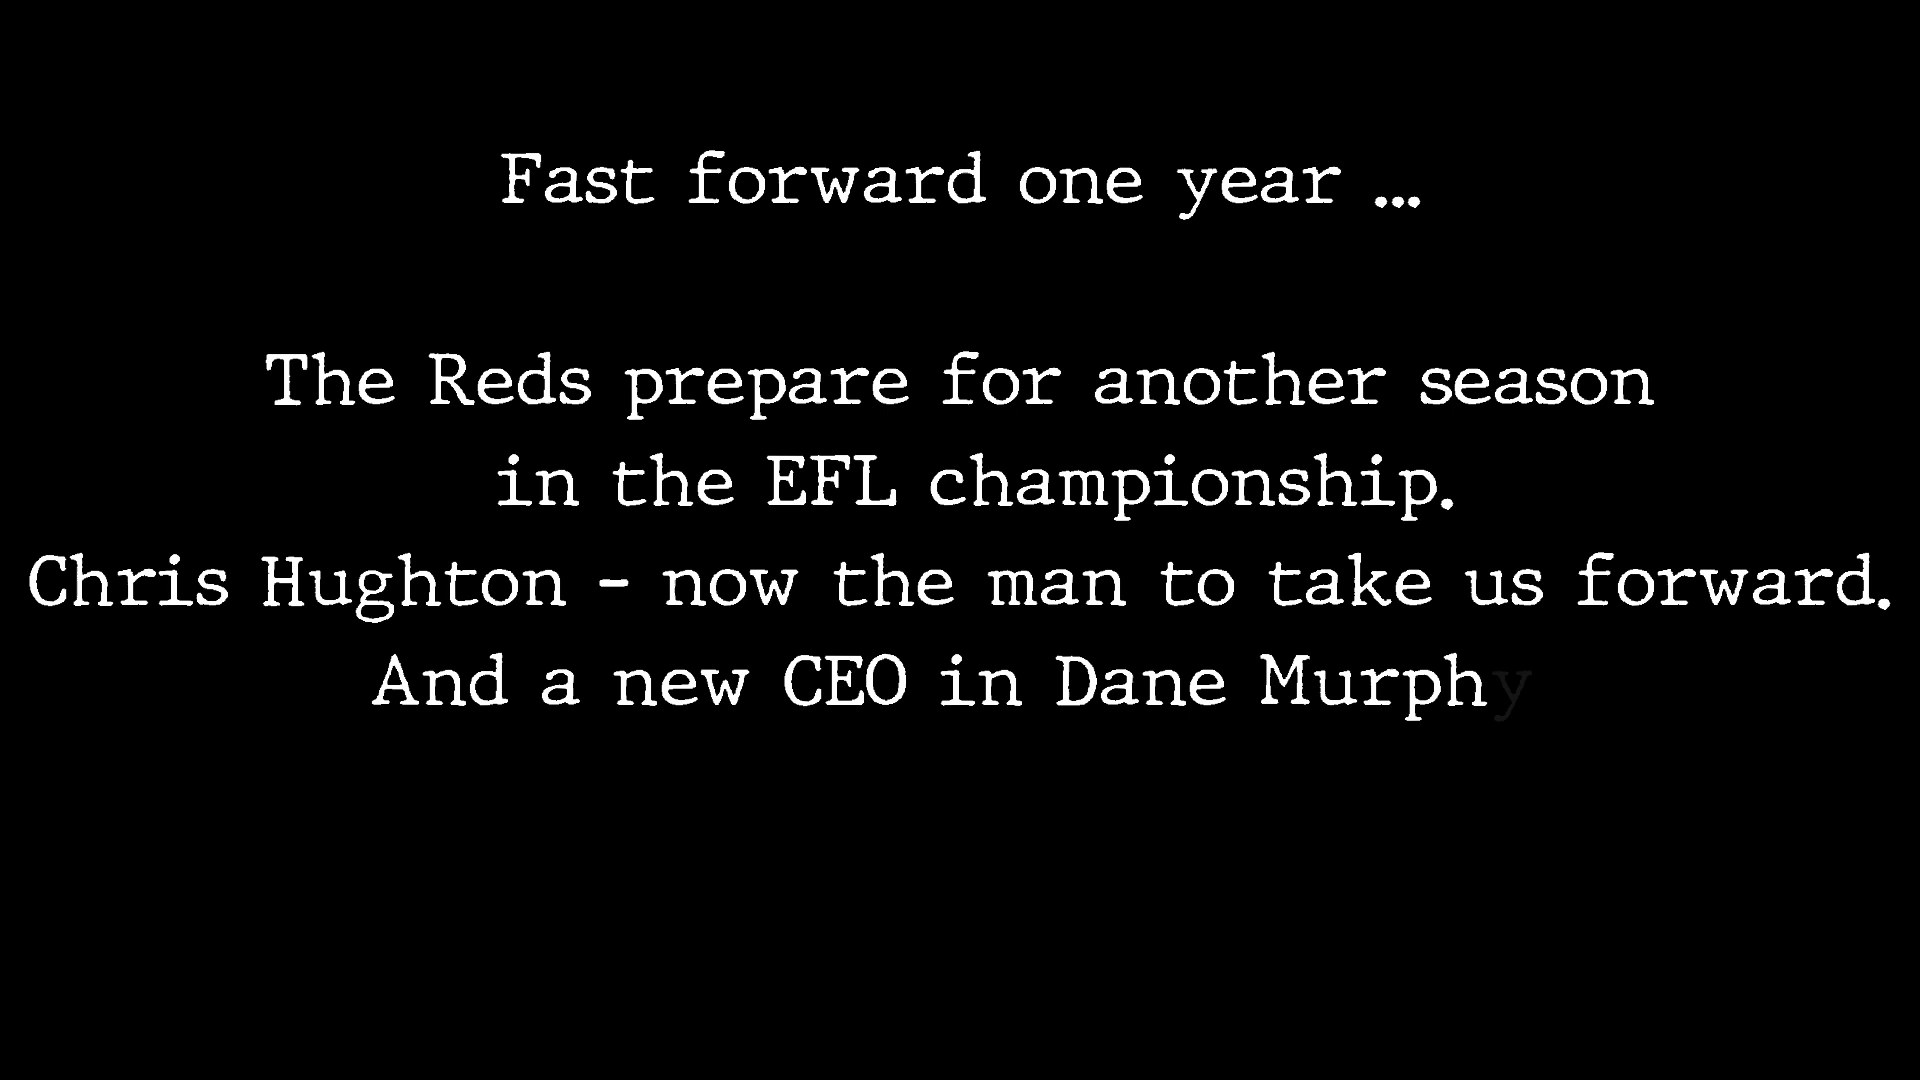 Fast forward one year ...
The Reds prepare for another season
in the EFL championship.
Chris Hughton - now the man to take us forward.
And a new CEO in Dane Murphy